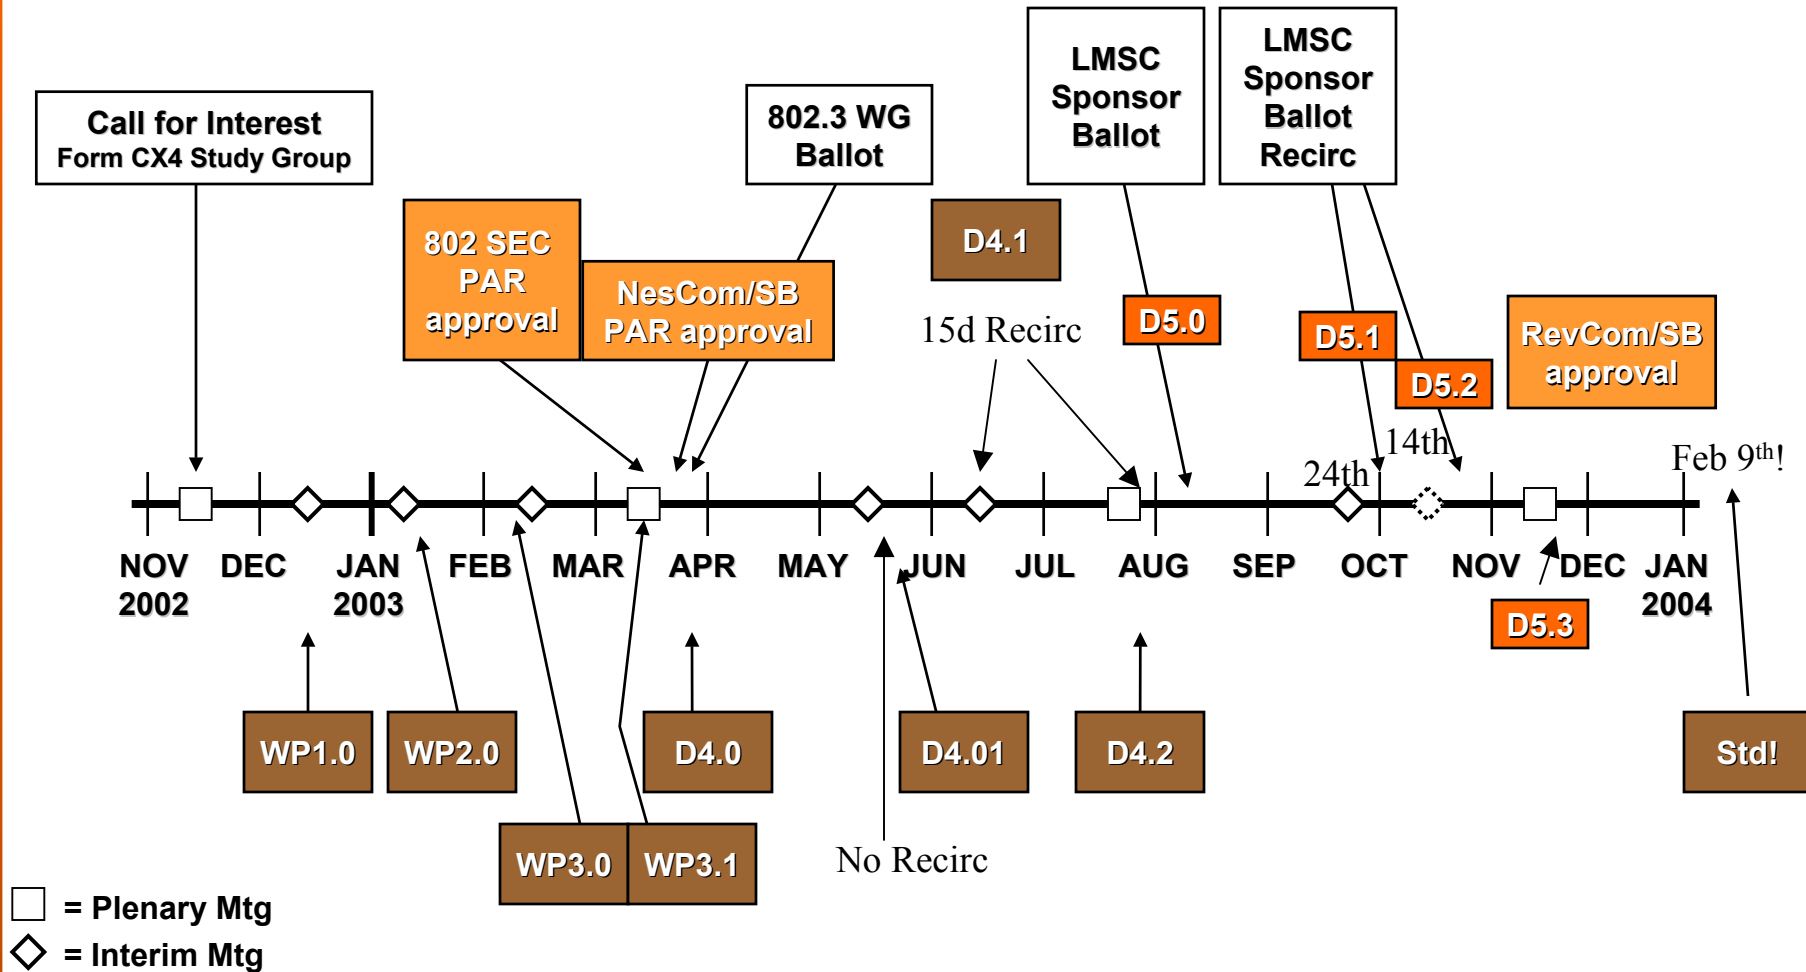 LMSC
Sponsor
Ballot
LMSC
Sponsor
Ballot
Recirc
Call for Interest
Form CX4 Study Group
802.3 WG
Ballot
802 SEC
PAR
approval
NesCom/SB
PAR approval
D4.1
15d Recirc
D5.0
D5.1
D5.2
RevCom/SB
approval
14th
24th
Feb 9th!
NOV
2002
DEC
JAN
2003
FEB
MAR
APR
MAY
JUN
JUL
AUG
SEP
OCT
NOV
DEC
JAN
2004
D5.3
WP1.0
WP2.0
D4.0
D4.01
D4.2
Std!
WP3.0
WP3.1
No Recirc
= Plenary Mtg
= Interim Mtg